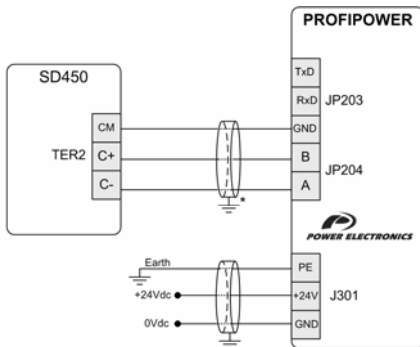 PROFIPOWER
SD450
TER2
CM
C+
C-
*
TxD
RxD
GND
B
A
JP203
JP204
POWER ELECTRONICS
Earth
+24Vdc
0Vdc
PE
+24V
GND
J301